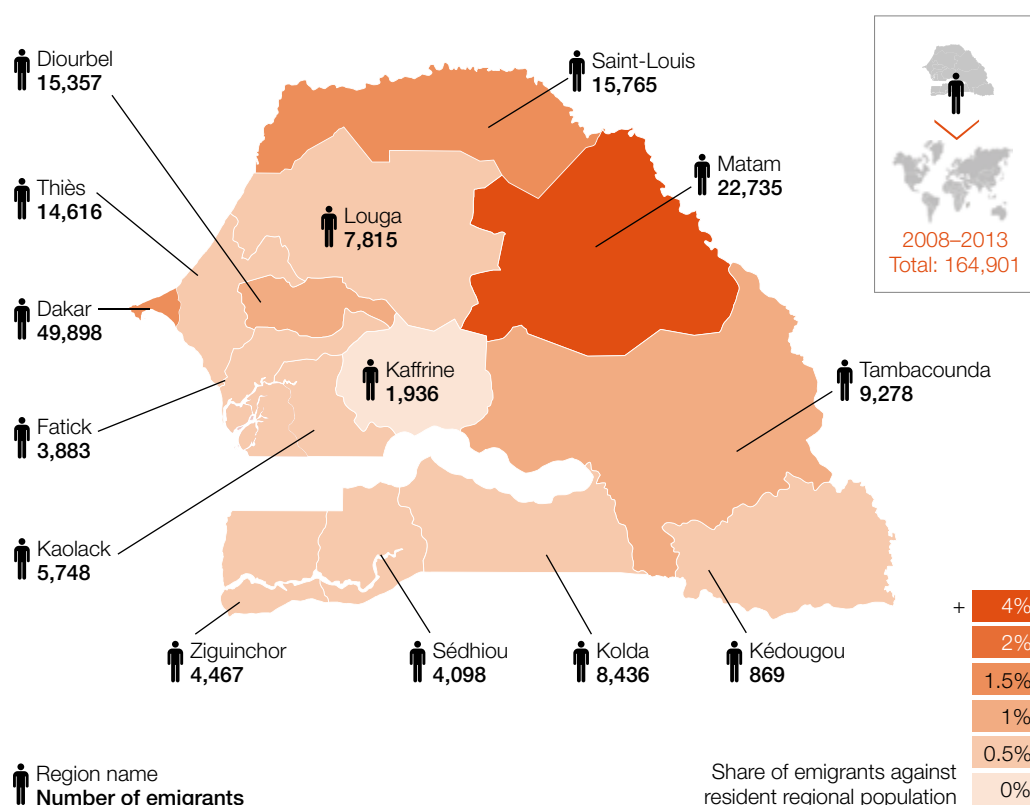 Diourbel
15,357
Saint-Louis
15,765
Thiès
14,616
Louga
7,815
Matam
22,735
2008–2013
Total: 164,901
Dakar
49,898
Kaffrine
1,936
Tambacounda
9,278
Fatick
3,883
Kaolack
5,748
Ziguinchor
4,467
Sédhiou
4,098
Kolda
8,436
Kédougou
869
+ 4%
2%
1.5%
1%
0.5%
0%
Share of emigrants against
resident regional population
Region name
Number of emigrants